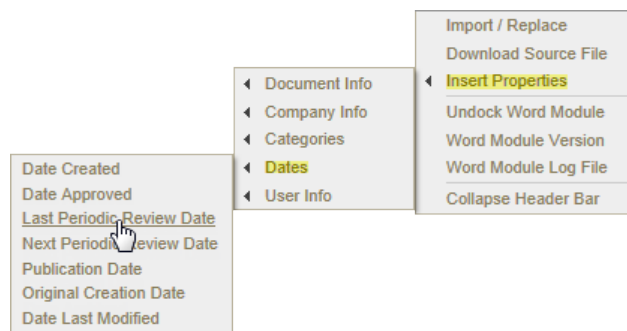 Import / Replace
Download Source File
Insert Properties
Undock Word Module
Word Module Version
Word Module Log File
Collapse Header Bar
Document Info
Company Info
Categories
Dates
User Info
Date Created
Date Approved
Last Periodic Review Date
Next Periodic Review Date
Publication Date
Original Creation Date
Date Last Modified